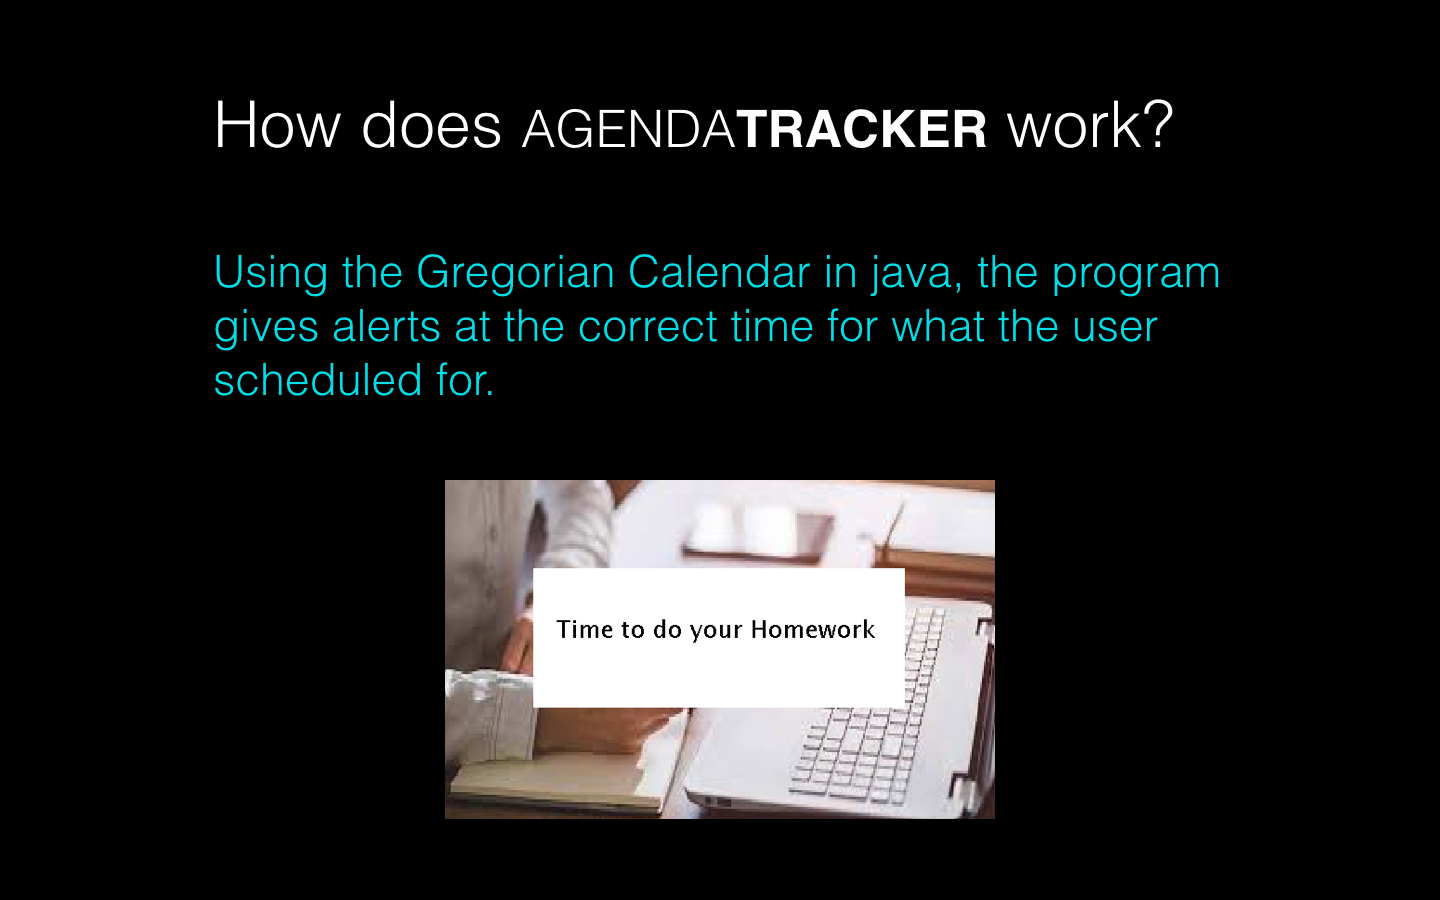 How does AGENDATRACKER work?
Using the Gregorian Calendar in java, the program
gives alerts at the correct time for what the user
scheduled for.
Time to do your Homework